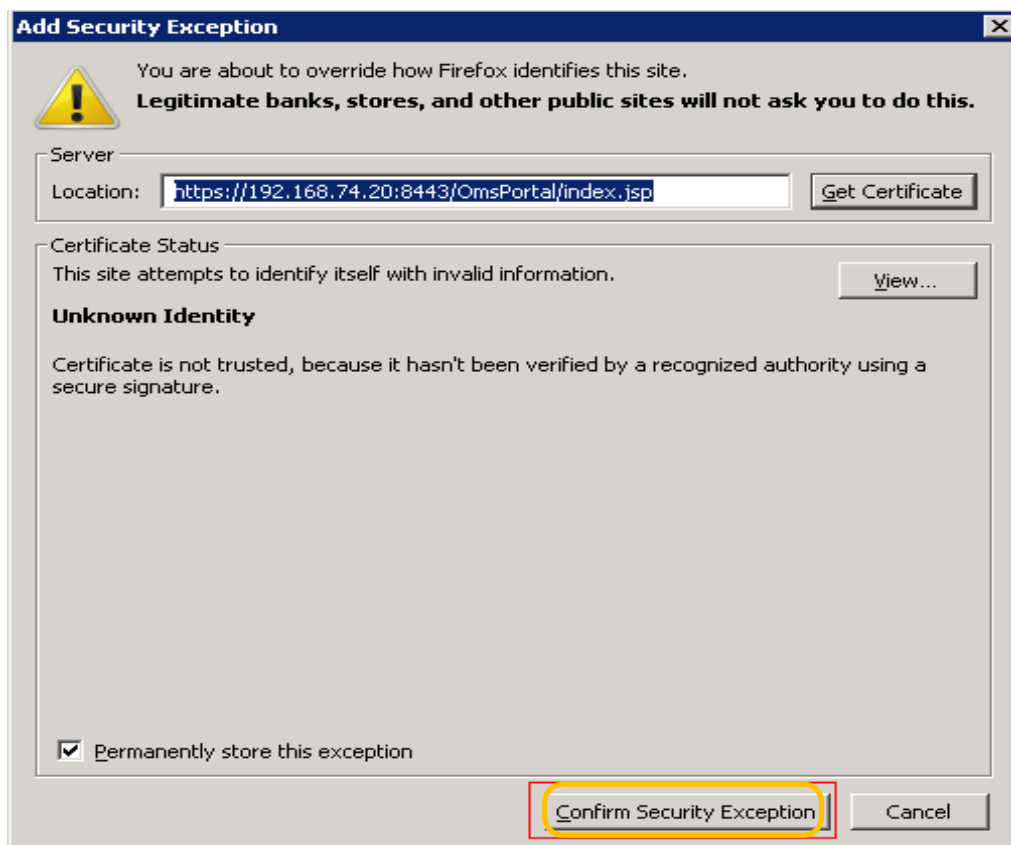 Add Security Exception
You are about to override how Firefox identifies this site.
Legitimate banks, stores, and other public sites will not ask you to do this.
Server
Location: https://192.168.74.20:8443/OmsPortal/index.jsp Get Certificate
Certificate Status
This site attempts to identify itself with invalid information.
View...
Unknown Identity
Certificate is not trusted, because it hasn't been verified by a recognized authority using a
secure signature.
Permanently store this exception
Confirm Security Exception Cancel